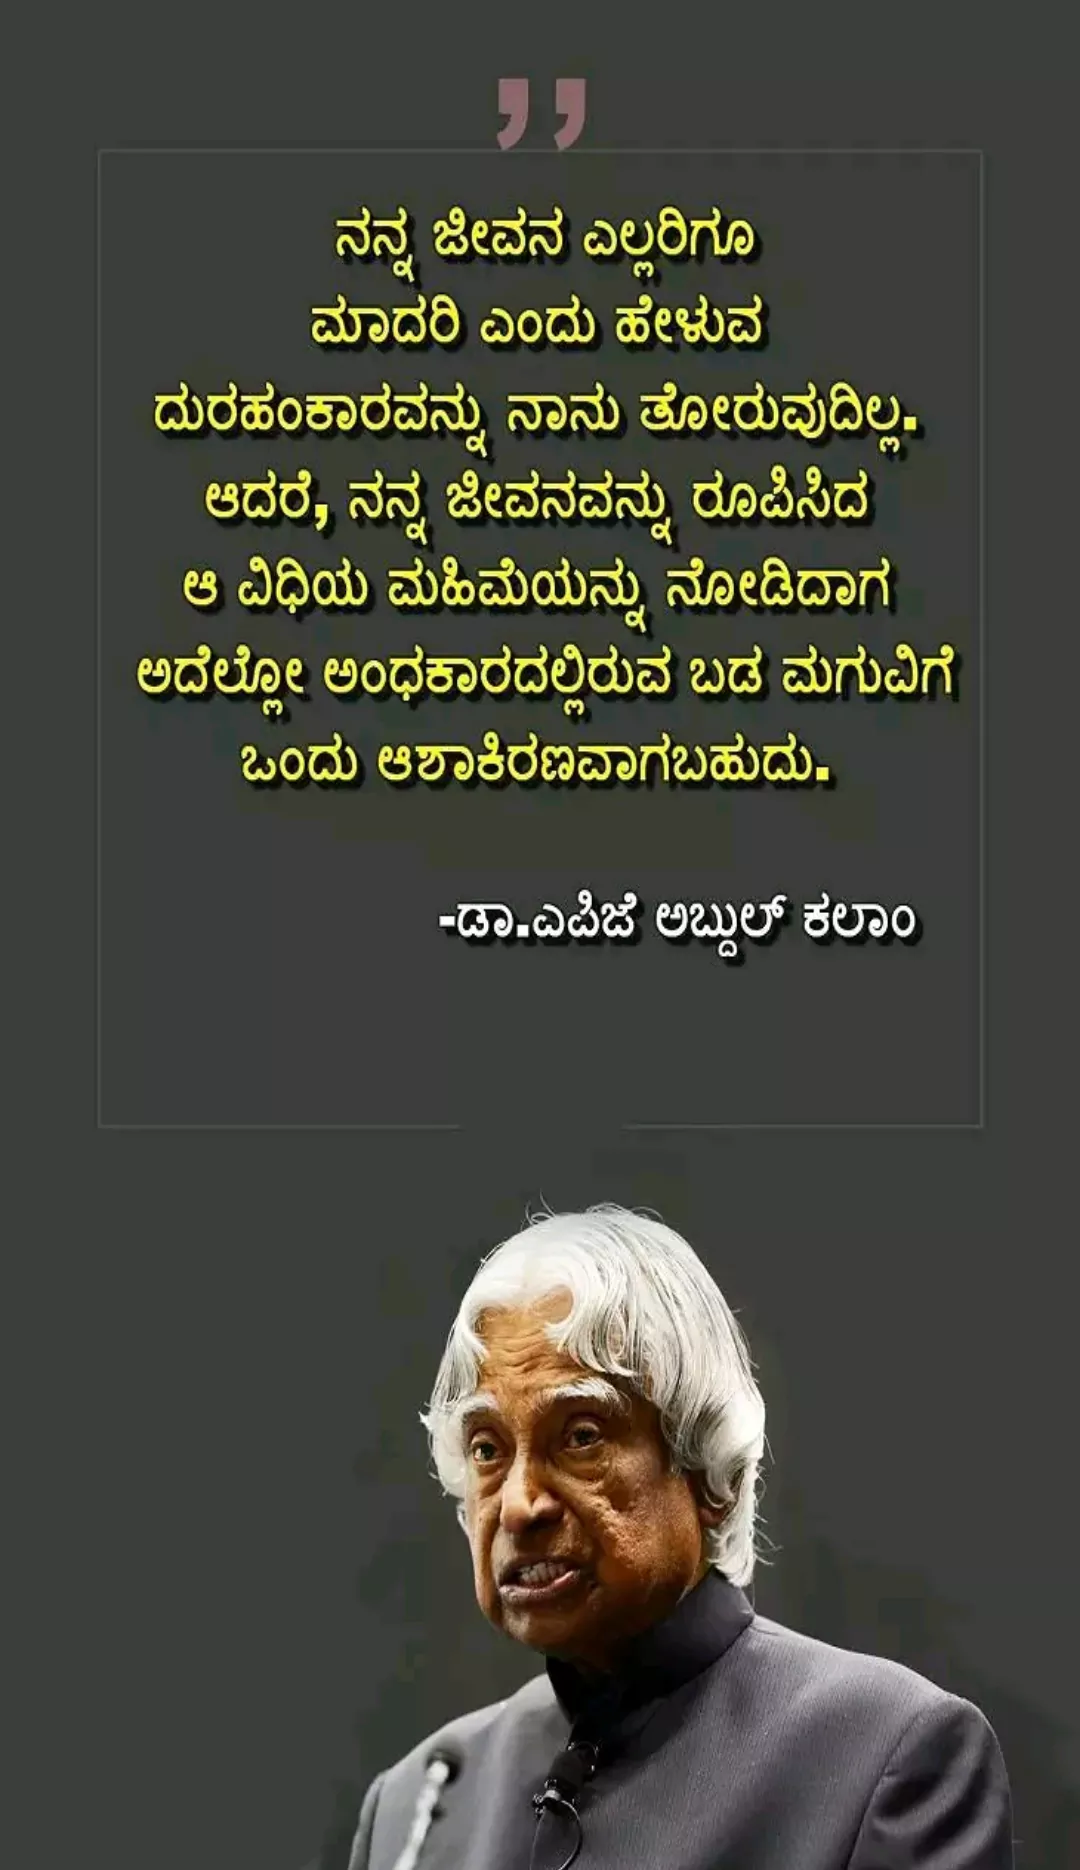 ”
ನನ್ನ ಜೀವನ ಎಲ್ಲರಿಗೂ
ಮಾದರಿ ಎಂದು ಹೇಳುವ
ದುರಹಂಕಾರವನ್ನು ನಾನು ತೋರುವುದಿಲ್ಲ.
ಆದರೆ, ನನ್ನ ಜೀವನವನ್ನು ರೂಪಿಸಿದ
ಆ ವಿಧಿಯ ಮಹಿಮೆಯನ್ನು ನೋಡಿದಾಗ
ಅದೆಲ್ಲೋ ಅಂಧಕಾರದಲ್ಲಿರುವ ಬಡ ಮಗುವಿಗೆ
ಒಂದು ಆಶಾಕಿರಣವಾಗಬಹುದು.
-ಡಾ.ಎಪಿಜೆ ಅಬ್ದುಲ್ ಕಲಾಂ